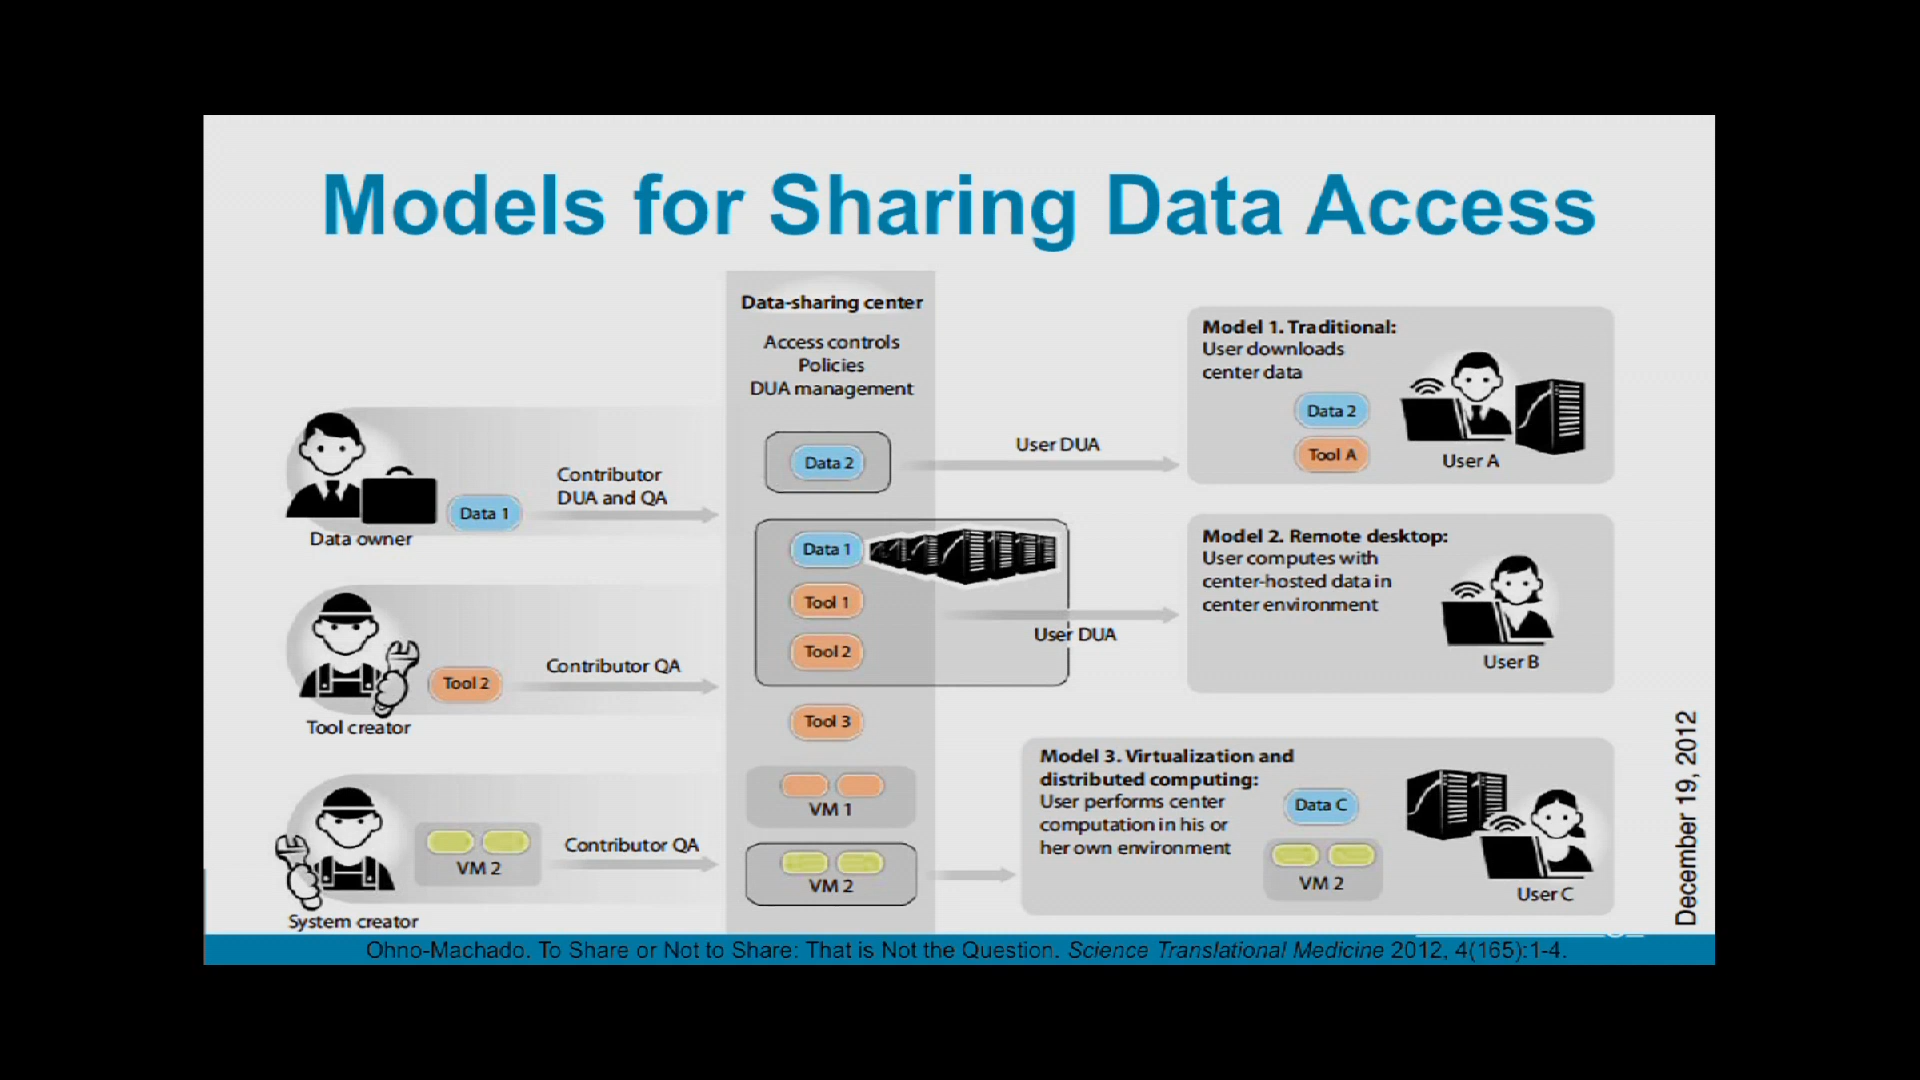 Models for Sharing Data Access
Data-sharing center
Access controls
Policies
DUA management
Data 2
Data 1
Tool 1
Tool 2
Tool 3
VM 1
VM 2
Contributor
DUA and QA
Data 1
Data owner
Contributor QA
Tool 2
Tool creator
Contributor QA
VM 2
System creator
User DUA
User DUA
Model 1. Traditional:
User downloads
center data
Data 2
Tool A
User A
Model 2. Remote desktop:
User computes with
center-hosted data in
center environment
User B
Model 3. Virtualization and
distributed computing:
User performs center
computation in his or
her own environment
Data C
VM 2
User C
December 19, 2012
Ohno-Machado. To Share or Not to Share: That is Not the Question. Science Translational Medicine 2012, 4(165):1-4.